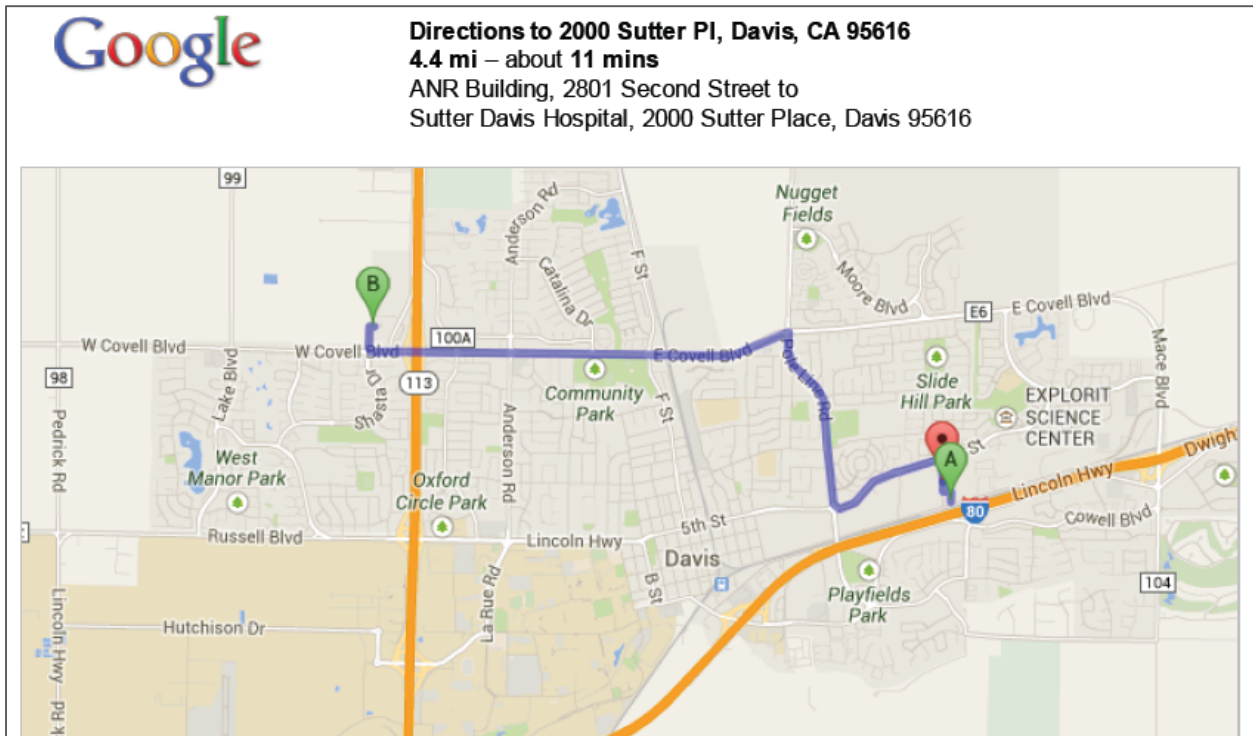 Google
Directions to 2000 Sutter Pl, Davis, CA 95616
4.4 mi – about 11 mins
ANR Building, 2801 Second Street to
Sutter Davis Hospital, 2000 Sutter Place, Davis 95616
99
Anderson Rd
F St
Nugget
Fields
Catalina Dr
Moore Blvd
B
E6
E Covell Blvd
W Covell Blvd
W Covell Blvd
100A
E Covell Blvd
98
113
Lake Blvd
Shasta Dr
Community
Park
Pole Line Rd
Slide
Hill Park
Mace Blvd
EXPLORIT
SCIENCE
CENTER
Pedrick Rd
Anderson Rd
F St
West
Manor Park
Oxford
Circle Park
A
St
Lincoln Hwy
Dwigh
80
Cowell Blvd
5th St
Russell Blvd
Lincoln Hwy
Davis
B St
La Rue Rd
Playfields
Park
104
Hutchison Dr
Lincoln Hwy
k Rd